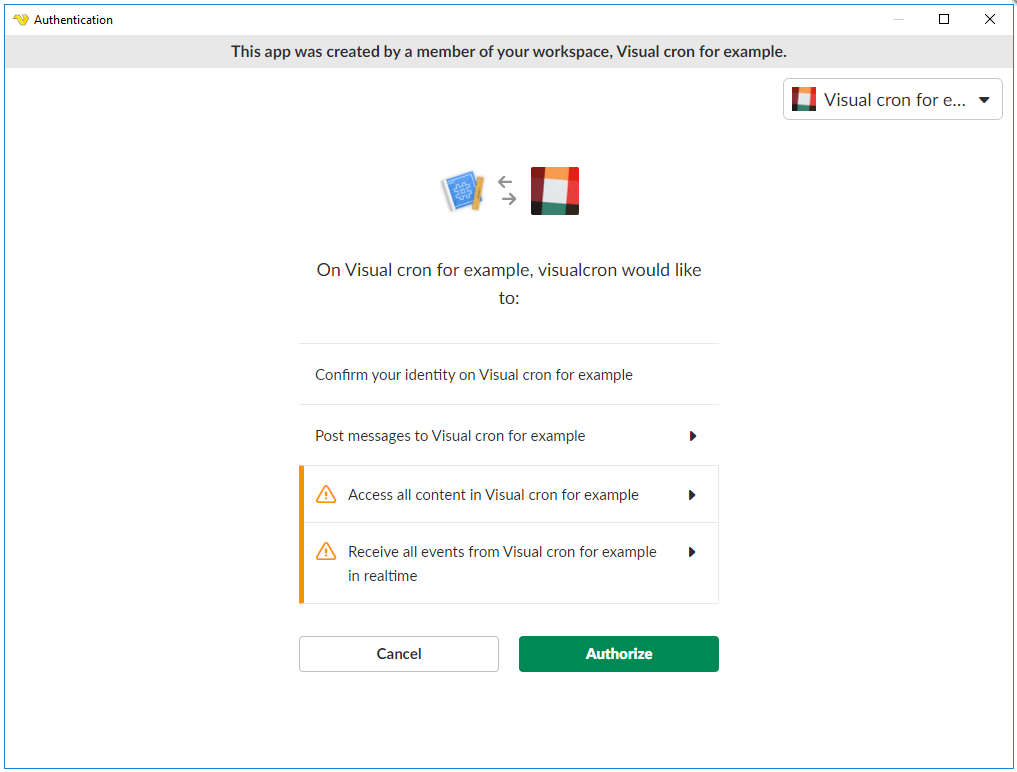 Authentication
This app was created by a member of your workspace, Visual cron for example.
Visual cron for e...
On Visual cron for example, visualcron would like
to:
Confirm your identity on Visual cron for example
Post messages to Visual cron for example
Access all content in Visual cron for example
Receive all events from Visual cron for example
in realtime
Cancel
Authorize